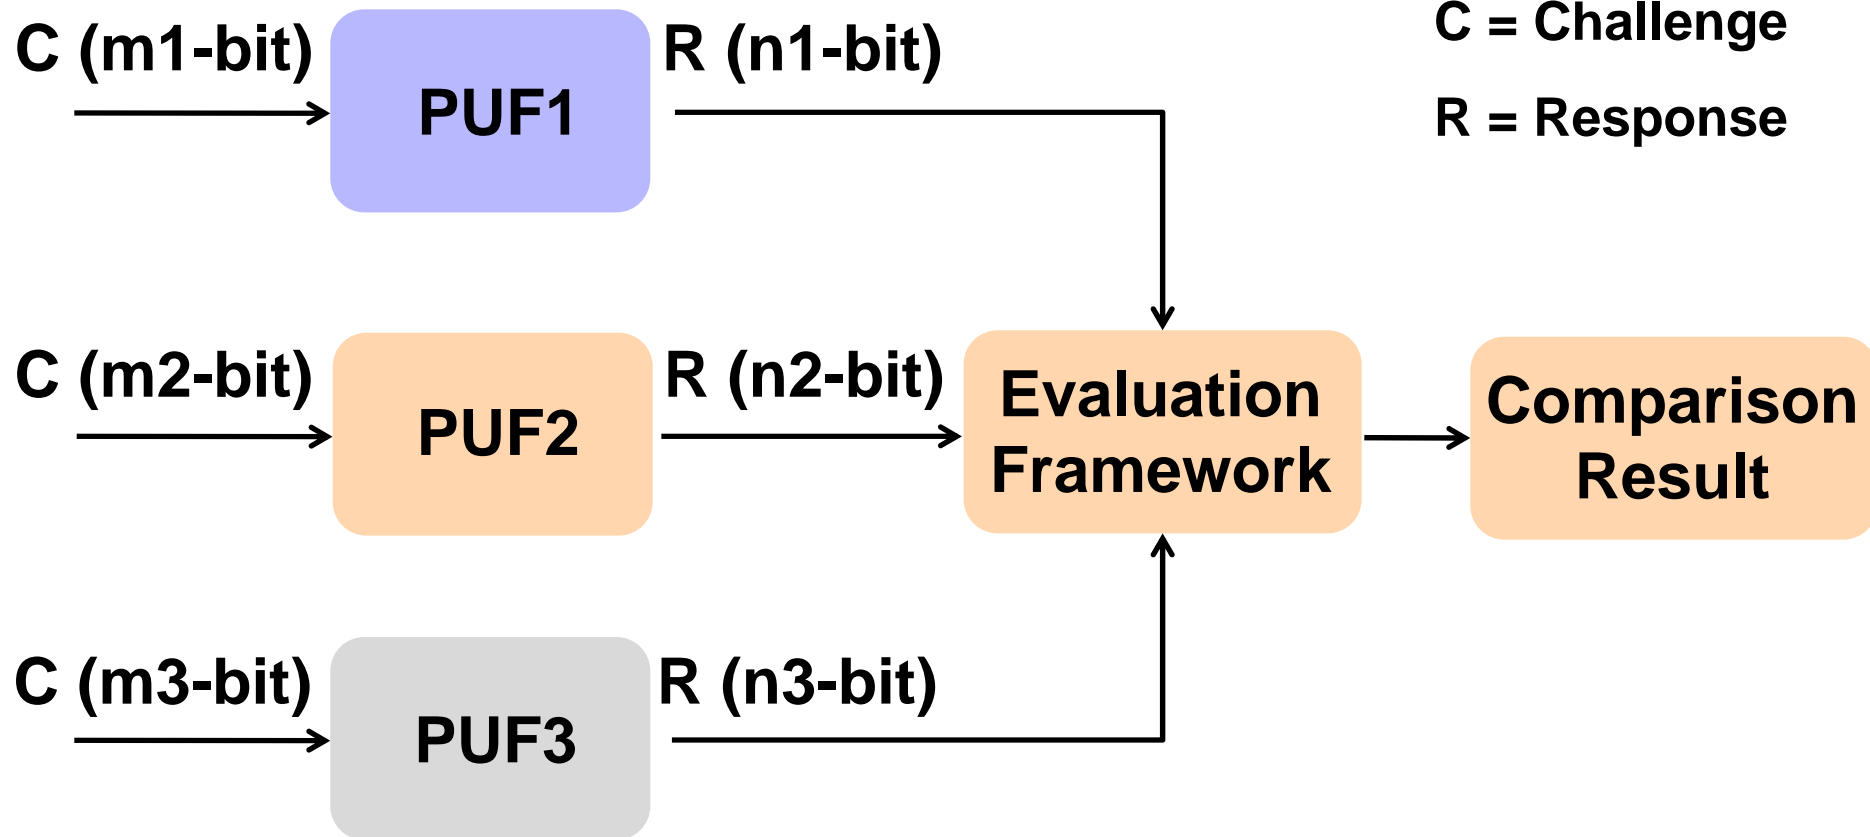 C (m1-bit)
PUF1
R (n1-bit)
C = Challenge
R = Response
C (m2-bit)
PUF2
R (n2-bit)
Evaluation
Framework
Comparison
Result
C (m3-bit)
PUF3
R (n3-bit)